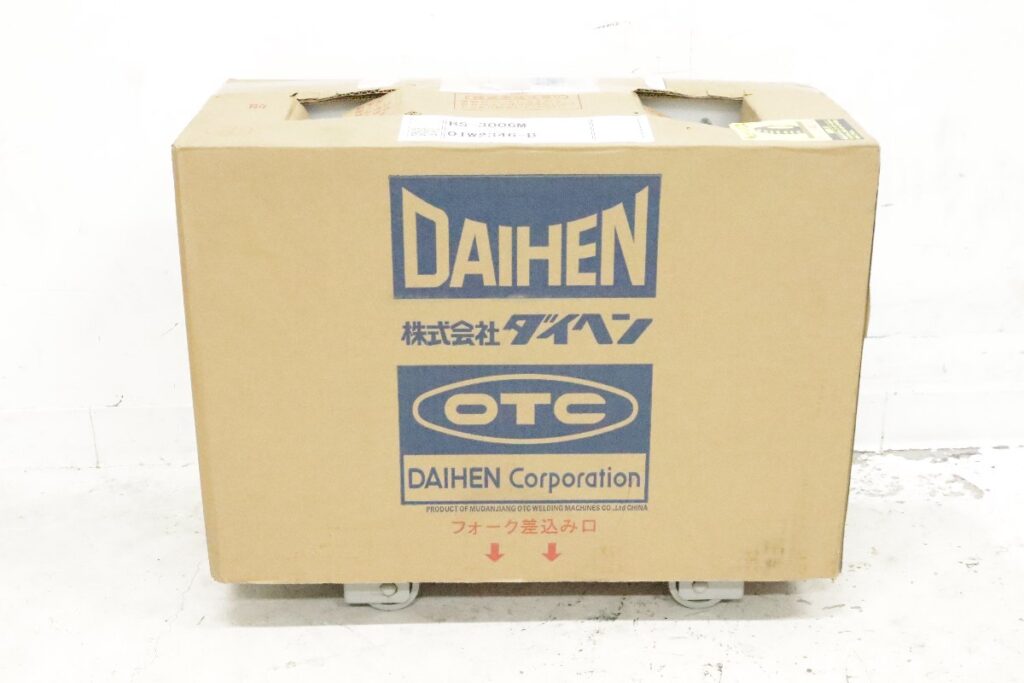 BS-300GM
DAIHEN
株式会社ダイヘン
OTC
DAIHEN Corporation
PRODUCT OF MUDANJIANG OTC WELDING MACHINES CO.,Ltd CHINA
フォーク差込み口